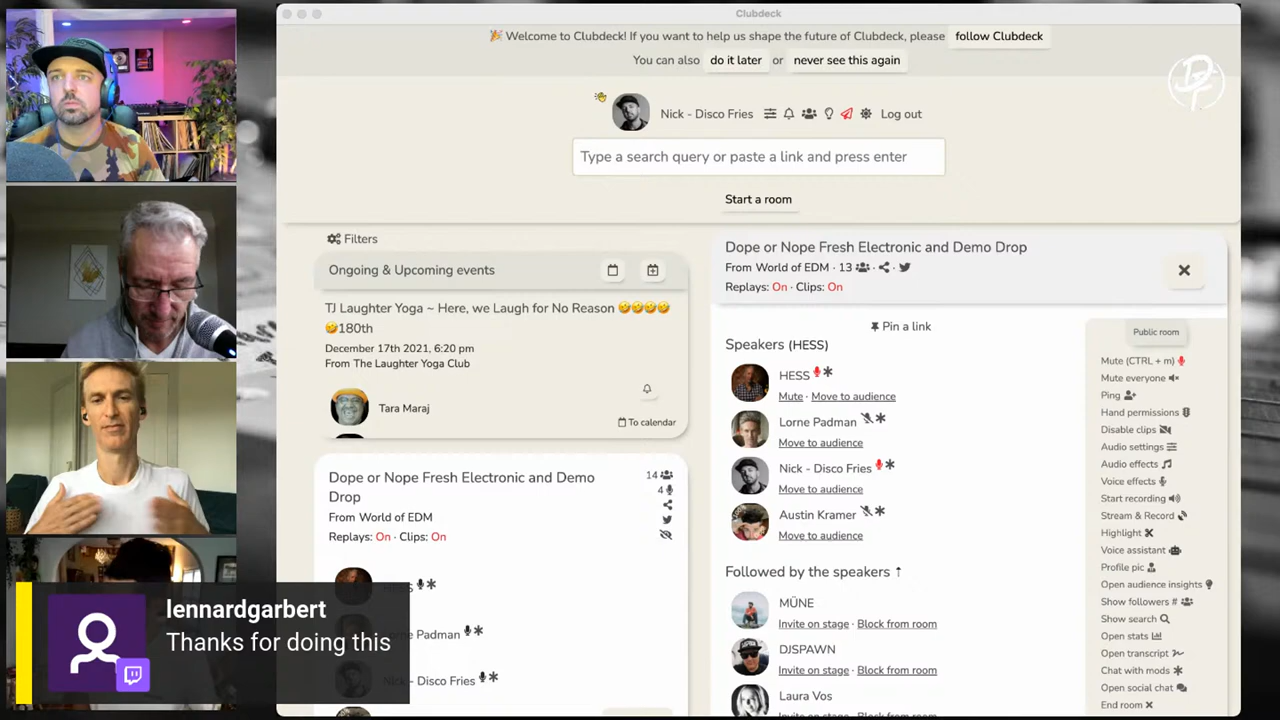 Clubdeck
🎉 Welcome to Clubdeck! If you want to help us shape the future of Clubdeck, please follow Clubdeck
You can also do it later or never see this again
Nick - Disco Fries Log out
Type a search query or paste a link and press enter
Start a room
Filters
Ongoing & Upcoming events
TJ Laughter Yoga ~ Here, we Laugh for No Reason 🤣🤣🤣🤣
🤣180th
December 17th 2021, 6:20 pm
From The Laughter Yoga Club
Tara Maraj
To calendar
Dope or Nope Fresh Electronic and Demo
Drop
14
4
From World of EDM
Replays: On · Clips: On
Nick - Disco Fries
Dope or Nope Fresh Electronic and Demo Drop
From World of EDM · 13
Replays: On · Clips: On
Pin a link
Speakers (HESS)
HESS
Mute · Move to audience
Lorne Padman
Move to audience
Nick - Disco Fries
Move to audience
Austin Kramer
Move to audience
Followed by the speakers ↑
MÜNE
Invite on stage · Block from room
DJSPAWN
Invite on stage · Block from room
Laura Vos
Invite on stage · Block from room
Public room
Mute (CTRL + m)
Mute everyone
Ping
Hand permissions
Disable clips
Audio settings
Audio effects
Voice effects
Start recording
Stream & Record
Highlight
Voice assistant
Profile pic
Open audience insights
Show followers #
Show search
Open stats
Open transcript
Chat with mods
Open social chat
End room
lennardgarbert
Thanks for doing this